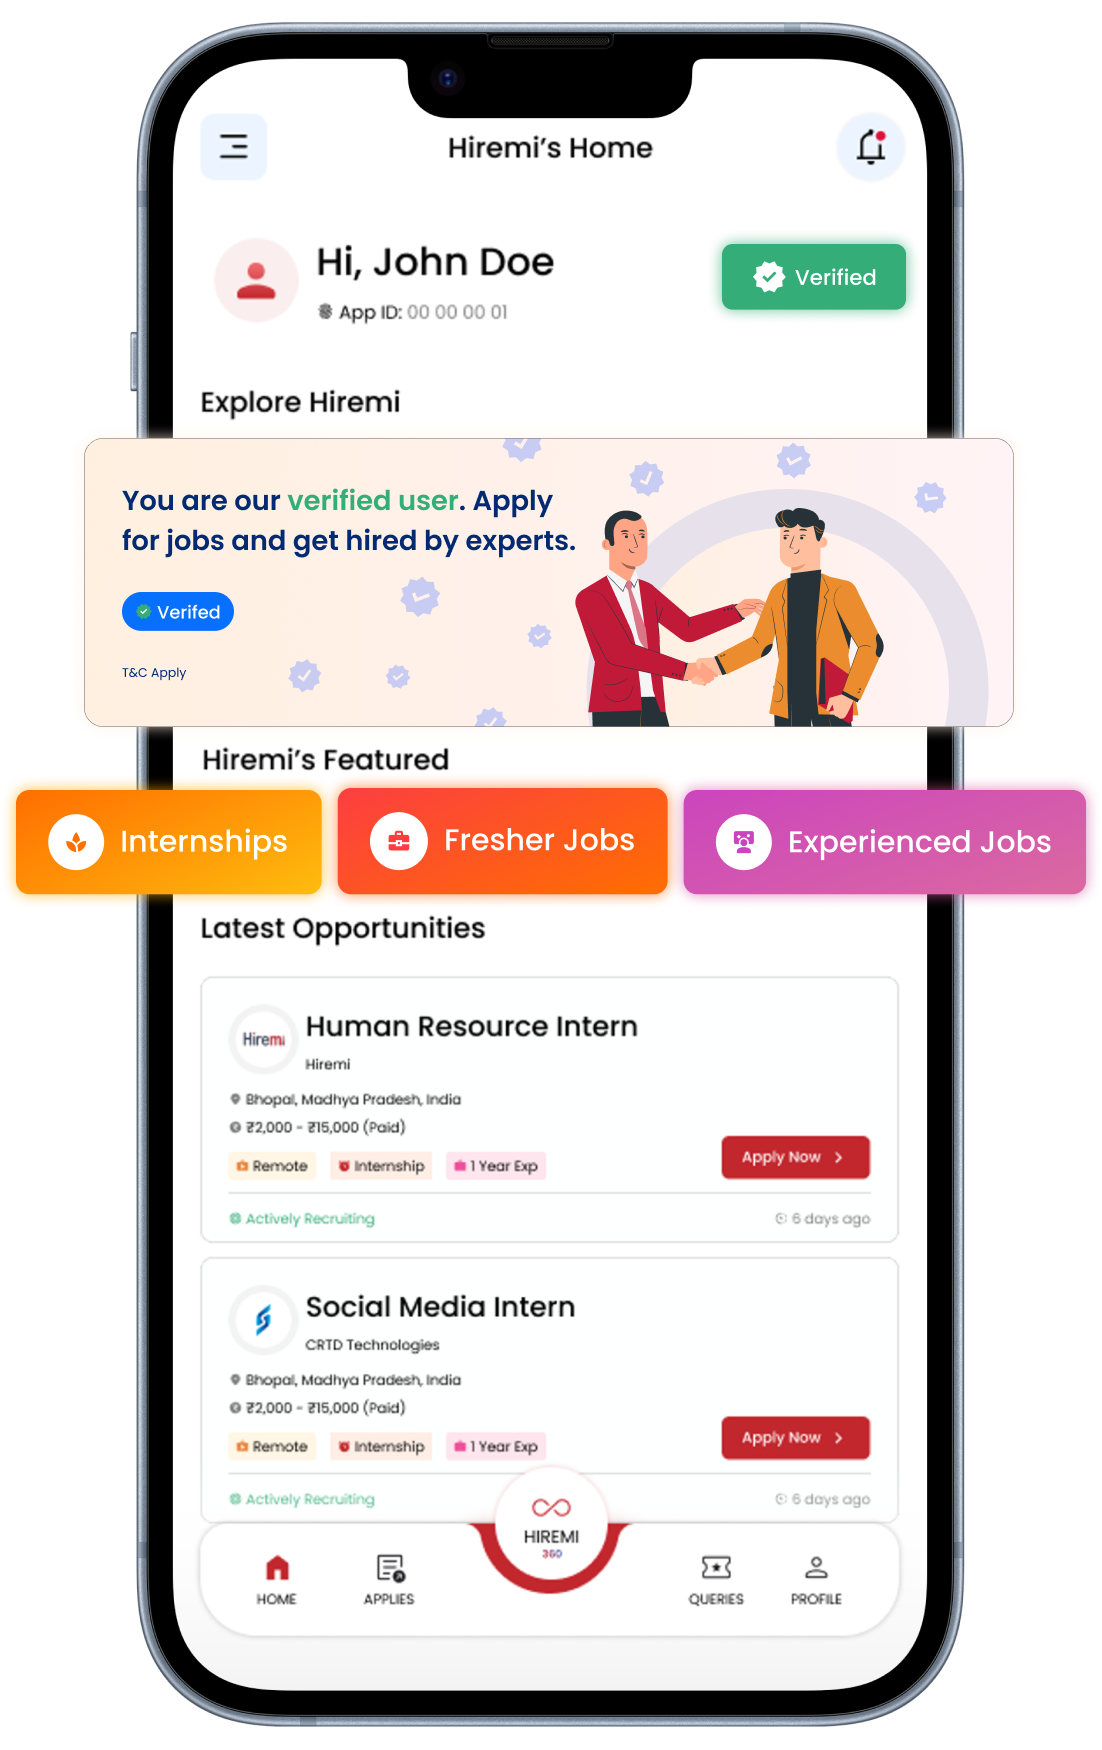 Hiremi's Home
Hi, John Doe
Verified
App ID: 00 00 00 01
Explore Hiremi
You are our verified user. Apply
for jobs and get hired by experts.
Verifed
T&C Apply
Hiremi's Featured
Internships
Fresher Jobs
Experienced Jobs
Latest Opportunities
Hiremi
Human Resource Intern
Hiremi
Bhopal, Madhya Pradesh, India
₹2,000 - ₹15,000 (Paid)
Remote
Internship
1 Year Exp
Apply Now
Actively Recruiting
6 days ago
Social Media Intern
CRTD Technologies
Bhopal, Madhya Pradesh, India
₹2,000 - ₹15,000 (Paid)
Remote
Internship
1 Year Exp
Apply Now
Actively Recruiting
6 days ago
HIREMI
360
HOME
APPLIES
QUERIES
PROFILE